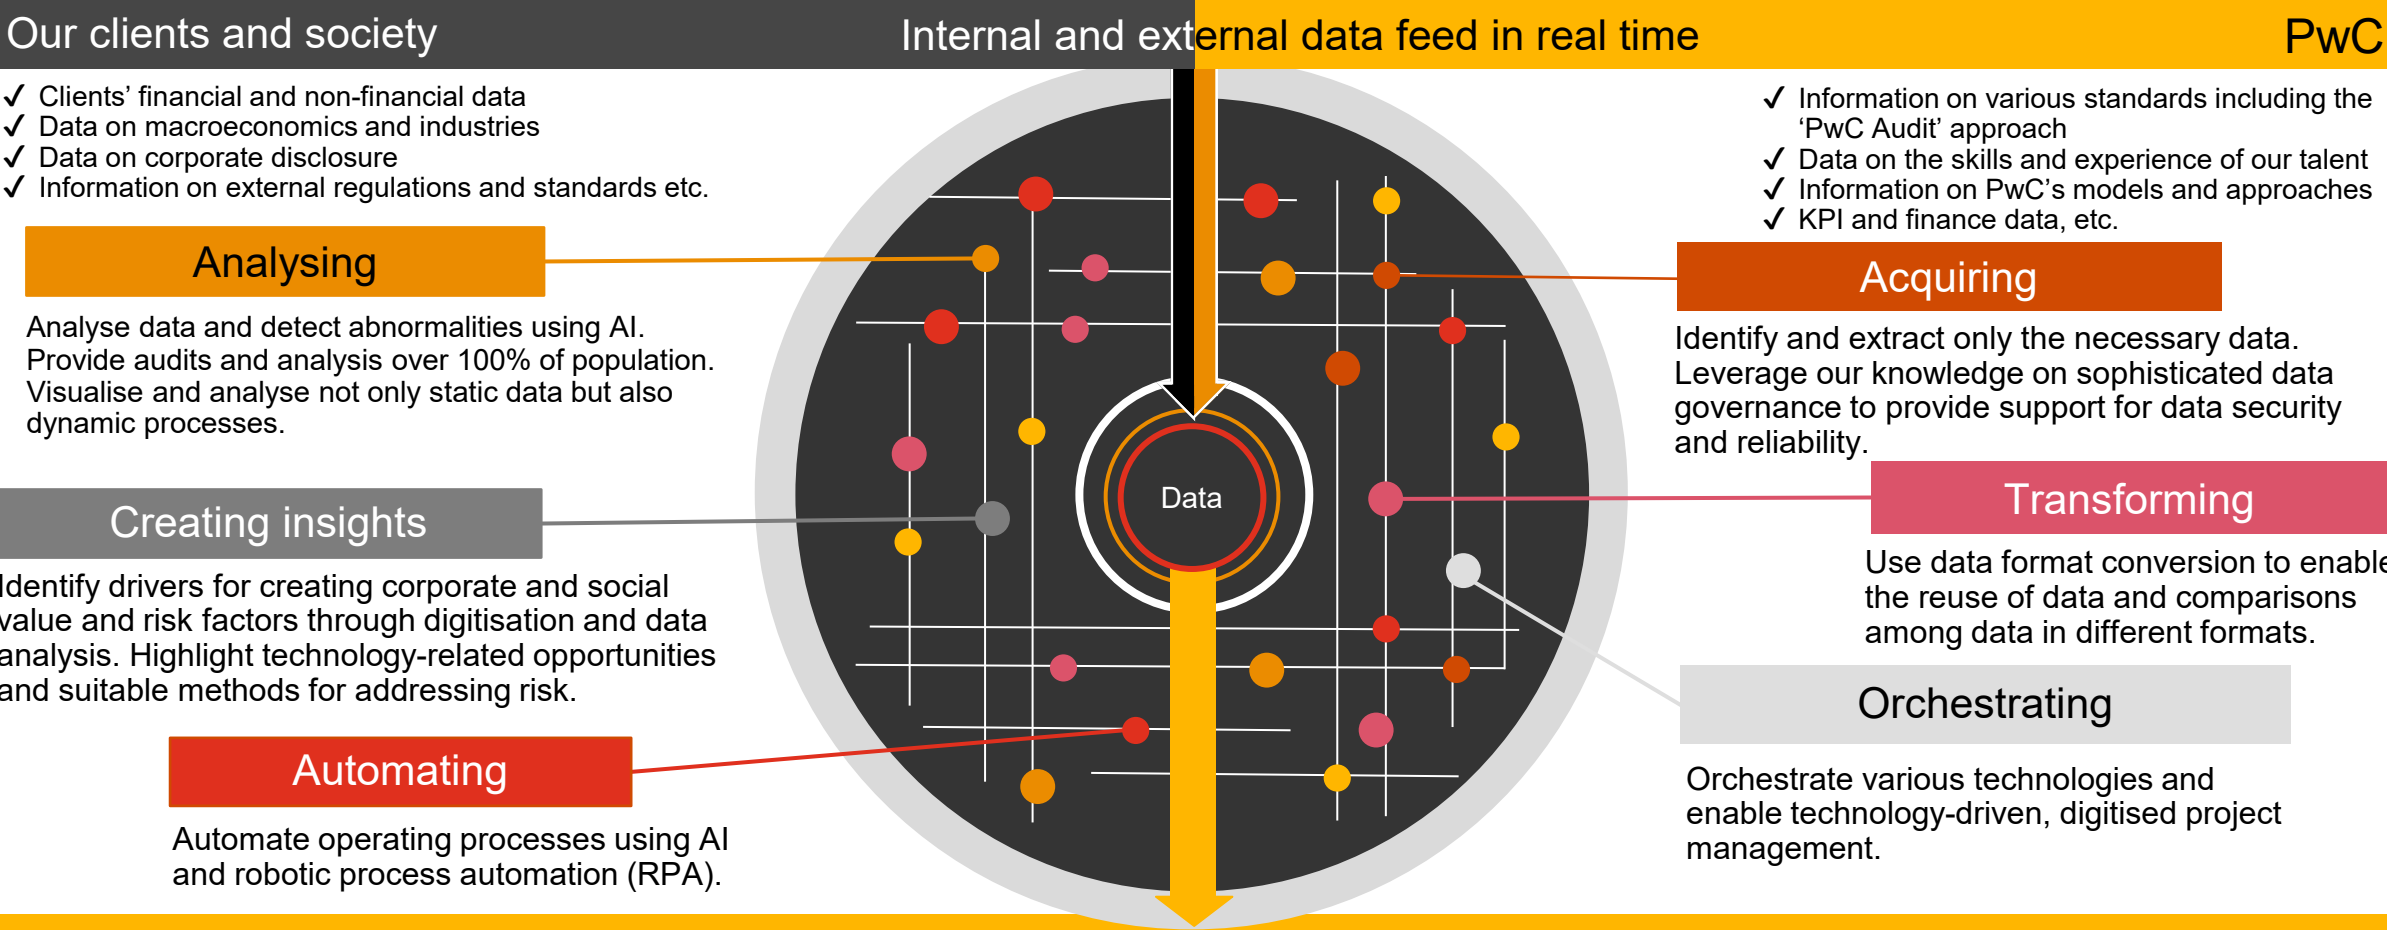 Our clients and society
Internal and external data feed in real time
PwC
✓ Clients’ financial and non-financial data
✓ Data on macroeconomics and industries
✓ Data on corporate disclosure
✓ Information on external regulations and standards etc.
✓ Information on various standards including the
‘PwC Audit’ approach
✓ Data on the skills and experience of our talent
✓ Information on PwC’s models and approaches
✓ KPI and finance data, etc.
Analysing
Analyse data and detect abnormalities using AI.
Provide audits and analysis over 100% of population.
Visualise and analyse not only static data but also
dynamic processes.
Acquiring
Identify and extract only the necessary data.
Leverage our knowledge on sophisticated data
governance to provide support for data security
and reliability.
Data
Creating insights
Identify drivers for creating corporate and social
value and risk factors through digitisation and data
analysis. Highlight technology-related opportunities
and suitable methods for addressing risk.
Transforming
Use data format conversion to enable
the reuse of data and comparisons
among data in different formats.
Automating
Automate operating processes using AI
and robotic process automation (RPA).
Orchestrating
Orchestrate various technologies and
enable technology-driven, digitised project
management.